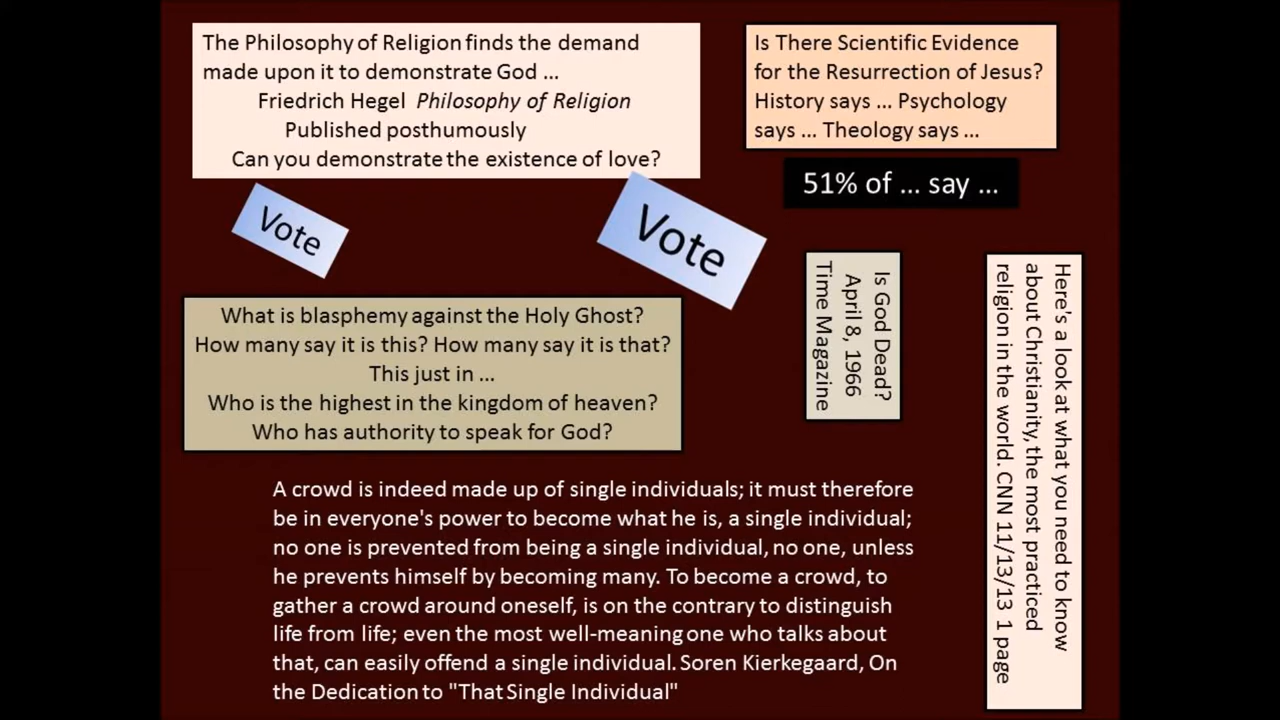 The Philosophy of Religion finds the demand
made upon it to demonstrate God ...
Friedrich Hegel Philosophy of Religion
Published posthumously
Can you demonstrate the existence of love?
Is There Scientific Evidence
for the Resurrection of Jesus?
History says ... Psychology
says ... Theology says ...
51% of ... say ...
Vote
Vote
What is blasphemy against the Holy Ghost?
How many say it is this? How many say it is that?
This just in ...
Who is the highest in the kingdom of heaven?
Who has authority to speak for God?
Is God Dead?
April 8, 1966
Time Magazine
Here's a look at what you need to know
about Christianity, the most practiced
religion in the world. CNN 11/13/13 1 page
A crowd is indeed made up of single individuals; it must therefore
be in everyone's power to become what he is, a single individual;
no one is prevented from being a single individual, no one, unless
he prevents himself by becoming many. To become a crowd, to
gather a crowd around oneself, is on the contrary to distinguish
life from life; even the most well-meaning one who talks about
that, can easily offend a single individual. Soren Kierkegaard, On
the Dedication to "That Single Individual"